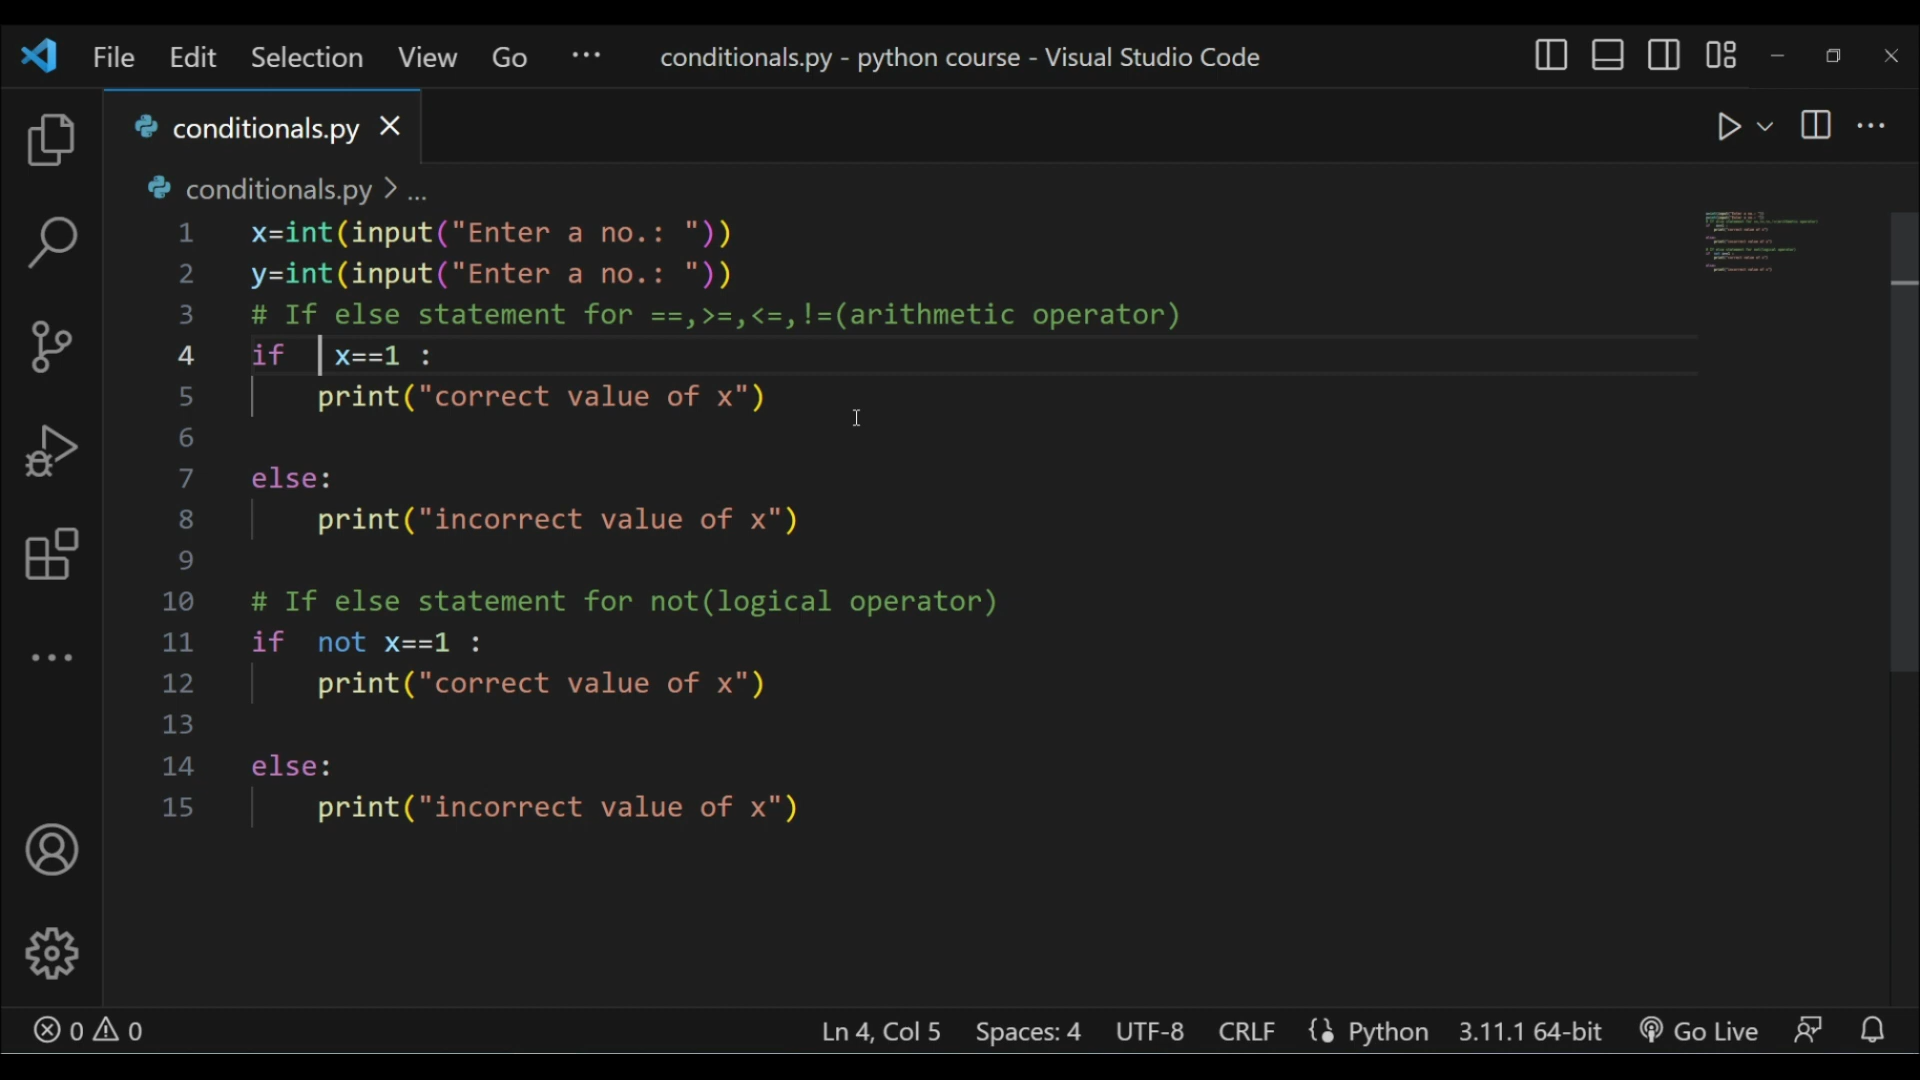 File Edit Selection View Go ... conditionals.py - python course - Visual Studio Code
conditionals.py
conditionals.py > ...
1 x=int(input("Enter a no.: "))
2 y=int(input("Enter a no.: "))
3 # If else statement for ==,>=,<=,!=(arithmetic operator)
4 if   x==1 :
5     print("correct value of x")
6
7 else:
8     print("incorrect value of x")
9
10 # If else statement for not(logical operator)
11 if  not x==1 :
12     print("correct value of x")
13
14 else:
15     print("incorrect value of x")
0 0 Ln 4, Col 5 Spaces: 4 UTF-8 CRLF {} Python 3.11.1 64-bit Go Live